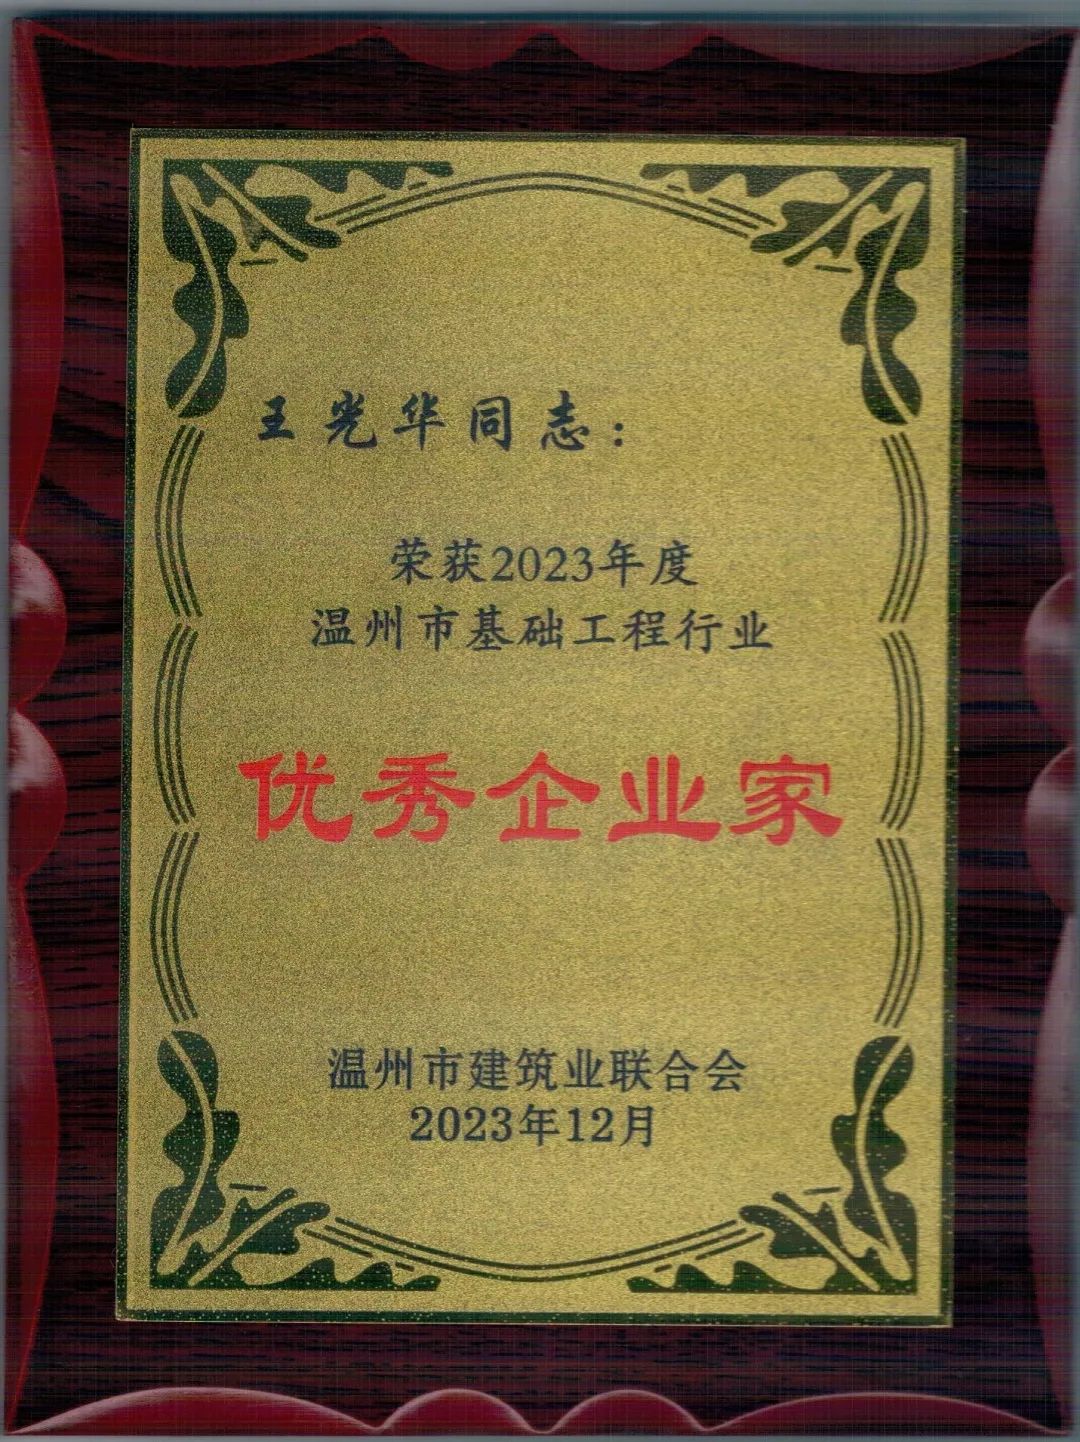 王光华同志：
荣获2023年度
温州市基础工程行业
优秀企业家
温州市建筑业联合会
2023年12月